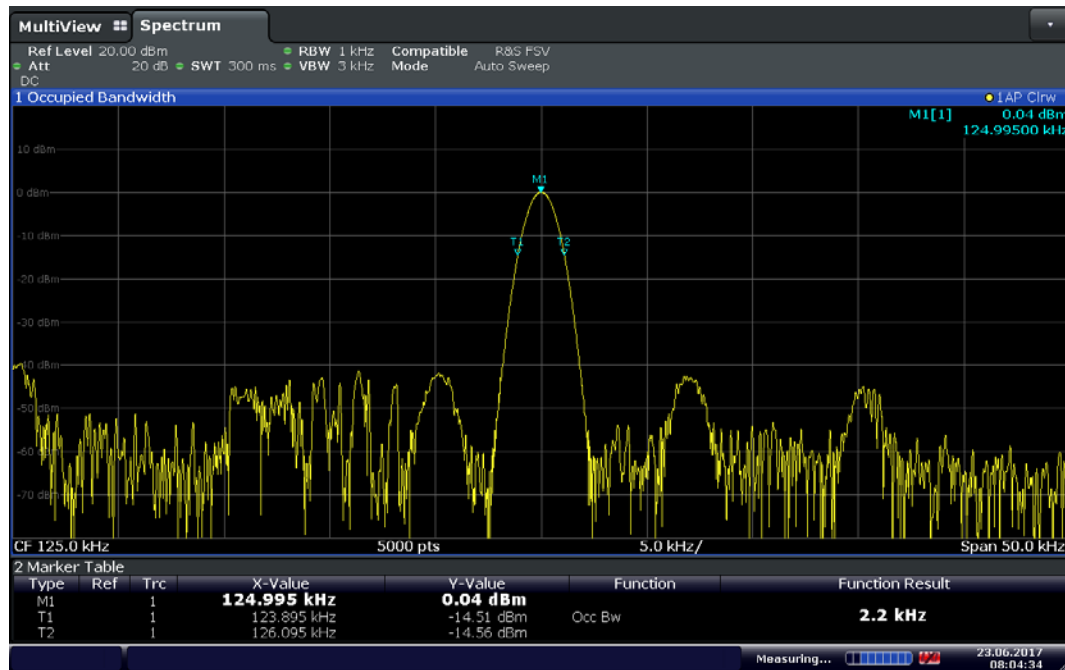 MultiView Spectrum
Ref Level 20.00 dBm RBW 1 kHz Compatible R&S FSV
Att 20 dB SWT 300 ms VBW 3 kHz Mode Auto Sweep
DC
1 Occupied Bandwidth 1AP Clrw
M1[1] 0.04 dBm
124.99500 kHz
10 dBm
M1
0 dBm
-10 dBm
T1 T2
-20 dBm
-30 dBm
-40 dBm
-50 dBm
-60 dBm
-70 dBm
CF 125.0 kHz 5000 pts 5.0 kHz/ Span 50.0 kHz
2 Marker Table
Type Ref Trc X-Value Y-Value Function Function Result
M1 1 124.995 kHz 0.04 dBm
T1 1 123.895 kHz -14.51 dBm Occ Bw 2.2 kHz
T2 1 126.095 kHz -14.56 dBm
Measuring... 23.06.2017
08:04:34